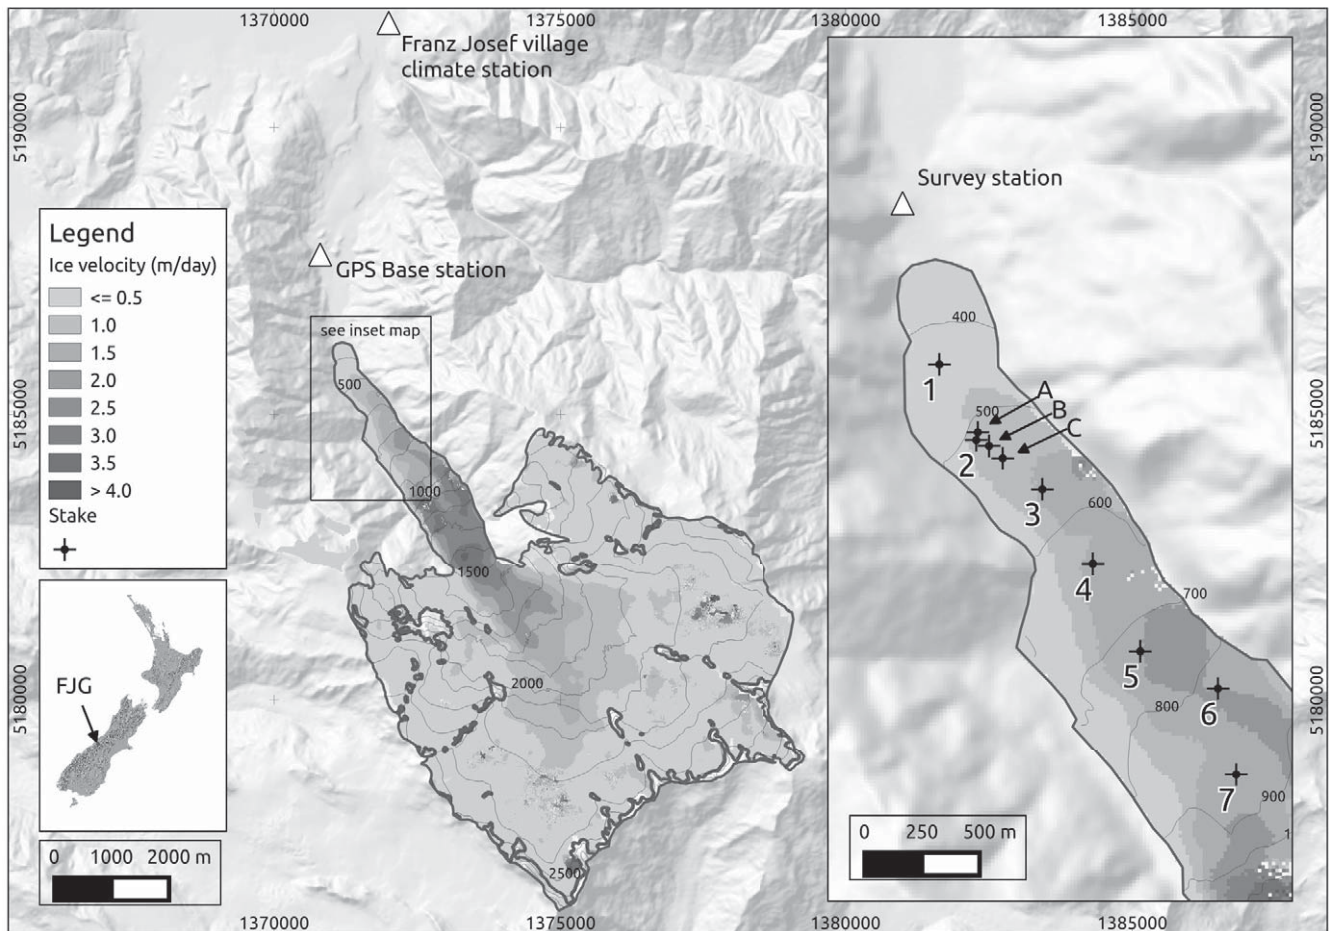 1370000
1375000
1380000
1385000
Franz Josef village
climate station
5190000
5190000
Survey station
Legend
Ice velocity (m/day)
<= 0.5
1.0
1.5
2.0
2.5
3.0
3.5
> 4.0
Stake
GPS Base station
see inset map
500
1000
1500
2000
2500
5185000
5185000
400
1
A
500
B
C
2
3
600
4
700
5
800
6
7
900
1
FJG
5180000
5180000
0 1000 2000 m
0 250 500 m
1370000
1375000
1380000
1385000